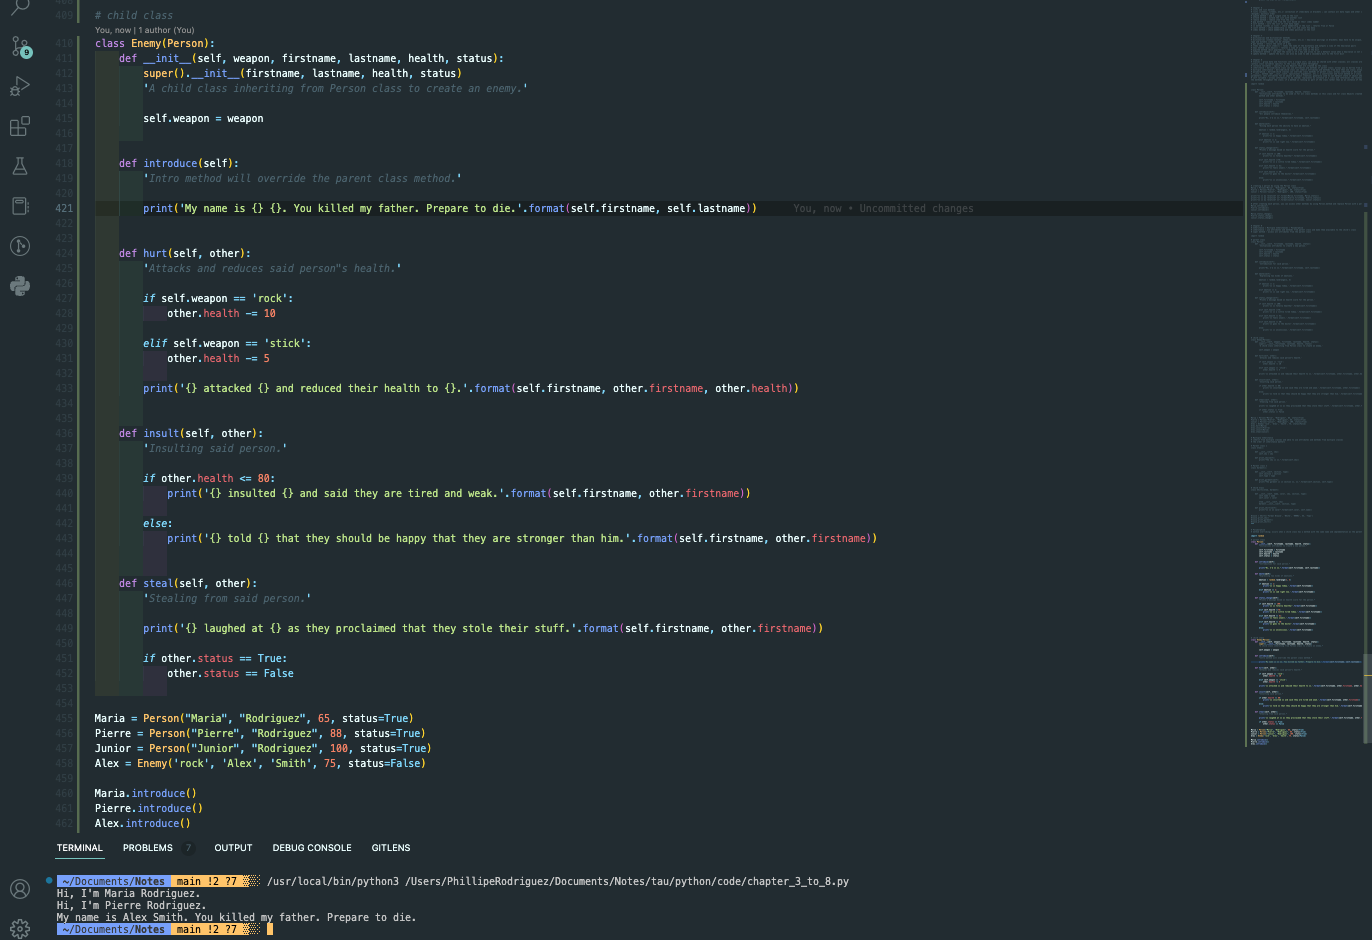 9
409 # child class
You, now | 1 author (You)
410 class Enemy(Person):
411 def __init__(self, weapon, firstname, lastname, health, status):
412 super().__init__(firstname, lastname, health, status)
413 'A child class inheriting from Person class to create an enemy.'
414
415 self.weapon = weapon
416
417
418 def introduce(self):
419 'Intro method will override the parent class method.'
420
421 print('My name is {} {}. You killed my father. Prepare to die.'.format(self.firstname, self.lastname)) You, now • Uncommitted changes
422
423
424 def hurt(self, other):
425 'Attacks and reduces said person"s health.'
426
427 if self.weapon == 'rock':
428 other.health -= 10
429
430 elif self.weapon == 'stick':
431 other.health -= 5
432
433 print('{} attacked {} and reduced their health to {}.'.format(self.firstname, other.firstname, other.health))
434
435
436 def insult(self, other):
437 'Insulting said person.'
438
439 if other.health <= 80:
440 print('{} insulted {} and said they are tired and weak.'.format(self.firstname, other.firstname))
441
442 else:
443 print('{} told {} that they should be happy that they are stronger than him.'.format(self.firstname, other.firstname))
444
445
446 def steal(self, other):
447 'Stealing from said person.'
448
449 print('{} laughed at {} as they proclaimed that they stole their stuff.'.format(self.firstname, other.firstname))
450
451 if other.status == True:
452 other.status == False
453
454
455 Maria = Person("Maria", "Rodriguez", 65, status=True)
456 Pierre = Person("Pierre", "Rodriguez", 88, status=True)
457 Junior = Person("Junior", "Rodriguez", 100, status=True)
458 Alex = Enemy('rock', 'Alex', 'Smith', 75, status=False)
459
460 Maria.introduce()
461 Pierre.introduce()
462 Alex.introduce()
TERMINAL PROBLEMS 7 OUTPUT DEBUG CONSOLE GITLENS
~/Documents/Notes main !2 ?7 /usr/local/bin/python3 /Users/PhillipeRodriguez/Documents/Notes/tau/python/code/chapter_3_to_8.py
Hi, I'm Maria Rodriguez.
Hi, I'm Pierre Rodriguez.
My name is Alex Smith. You killed my father. Prepare to die.
~/Documents/Notes main !2 ?7